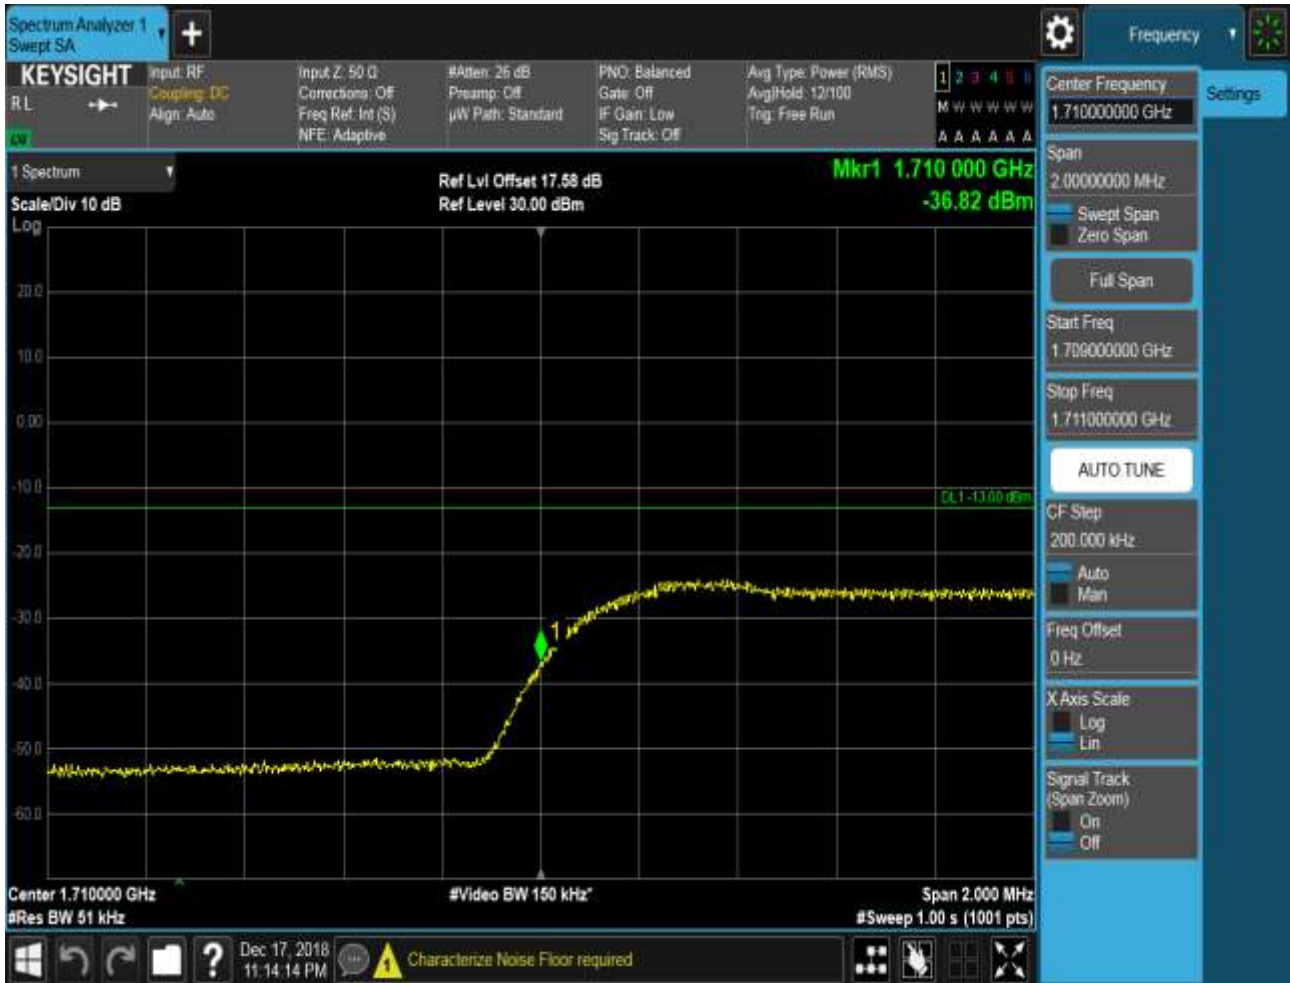 Spectrum Analyzer 1
Swept SA
Frequency
KEYSIGHT
RL
Input: RF
Coupling: DC
Align: Auto
Input Z: 50 Ω
Corrections: Off
Freq Ref: Int (S)
NFE: Adaptive
#Atten: 26 dB
Preamp: Off
µW Path: Standard
PNO: Balanced
Gate: Off
IF Gain: Low
Sig Track: Off
Avg Type: Power (RMS)
Avg|Hold: 12/100
Trig: Free Run
1 2 3 4 5 6
M W W W W W
A A A A A A
1 Spectrum
Scale/Div 10 dB
Log
Ref Lvl Offset 17.58 dB
Ref Level 30.00 dBm
Mkr1 1.710 000 GHz
-36.82 dBm
20.0
10.0
0.00
-10.0
DL1 -13.00 dBm
-20.0
-30.0
1
-40.0
-50.0
-60.0
Center 1.710000 GHz
#Res BW 51 kHz
#Video BW 150 kHz*
Span 2.000 MHz
#Sweep 1.00 s (1001 pts)
Center Frequency
1.710000000 GHz
Settings
Span
2.00000000 MHz
Swept Span
Zero Span
Full Span
Start Freq
1.709000000 GHz
Stop Freq
1.711000000 GHz
AUTO TUNE
CF Step
200.000 kHz
Auto
Man
Freq Offset
0 Hz
X Axis Scale
Log
Lin
Signal Track
(Span Zoom)
On
Off
?
Dec 17, 2018
11:14:14 PM
Characterize Noise Floor required